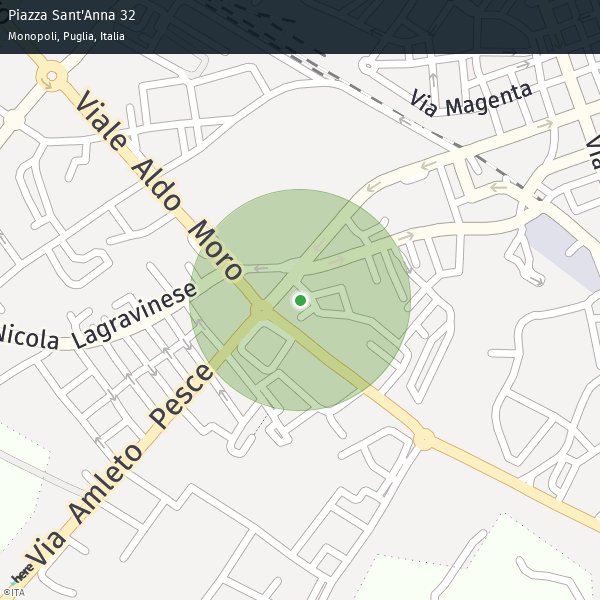 Piazza Sant'Anna 32
Monopoli, Puglia, Italia
Via Magenta
Via
Viale Aldo Moro
Nicola Lagravinese
Via Amleto Pesce
here
©ITA